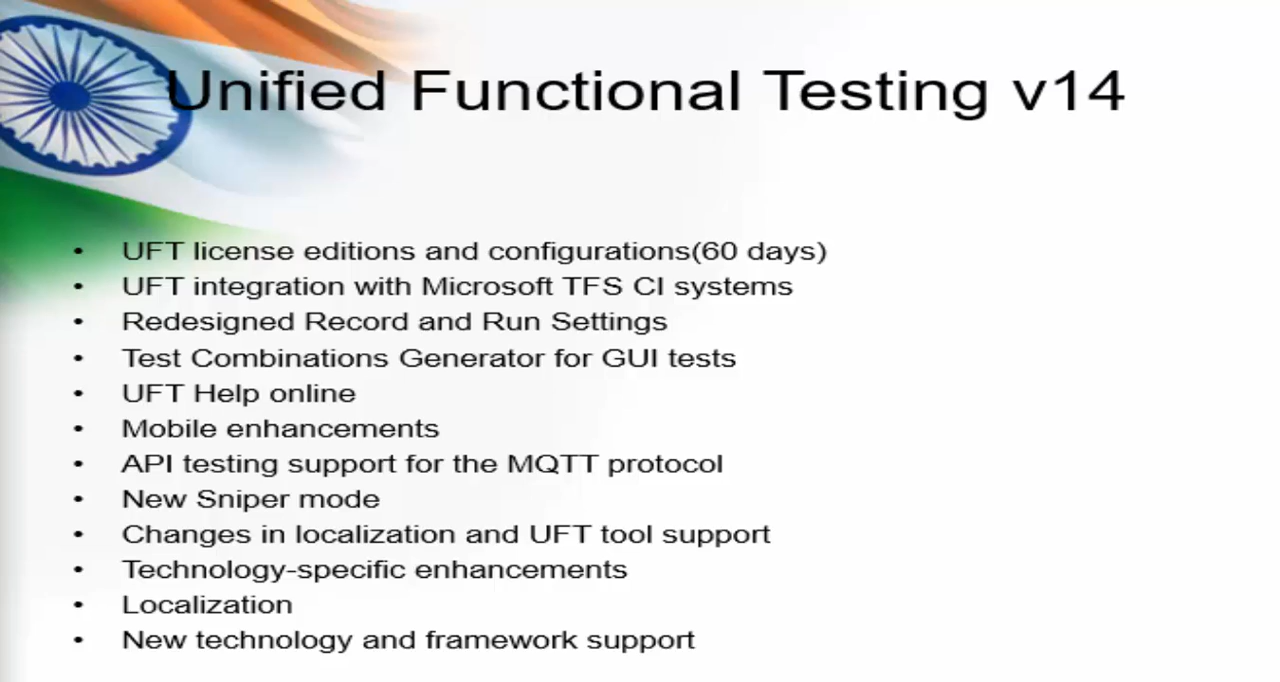 Unified Functional Testing v14
• UFT license editions and configurations(60 days)
• UFT integration with Microsoft TFS CI systems
• Redesigned Record and Run Settings
• Test Combinations Generator for GUI tests
• UFT Help online
• Mobile enhancements
• API testing support for the MQTT protocol
• New Sniper mode
• Changes in localization and UFT tool support
• Technology-specific enhancements
• Localization
• New technology and framework support